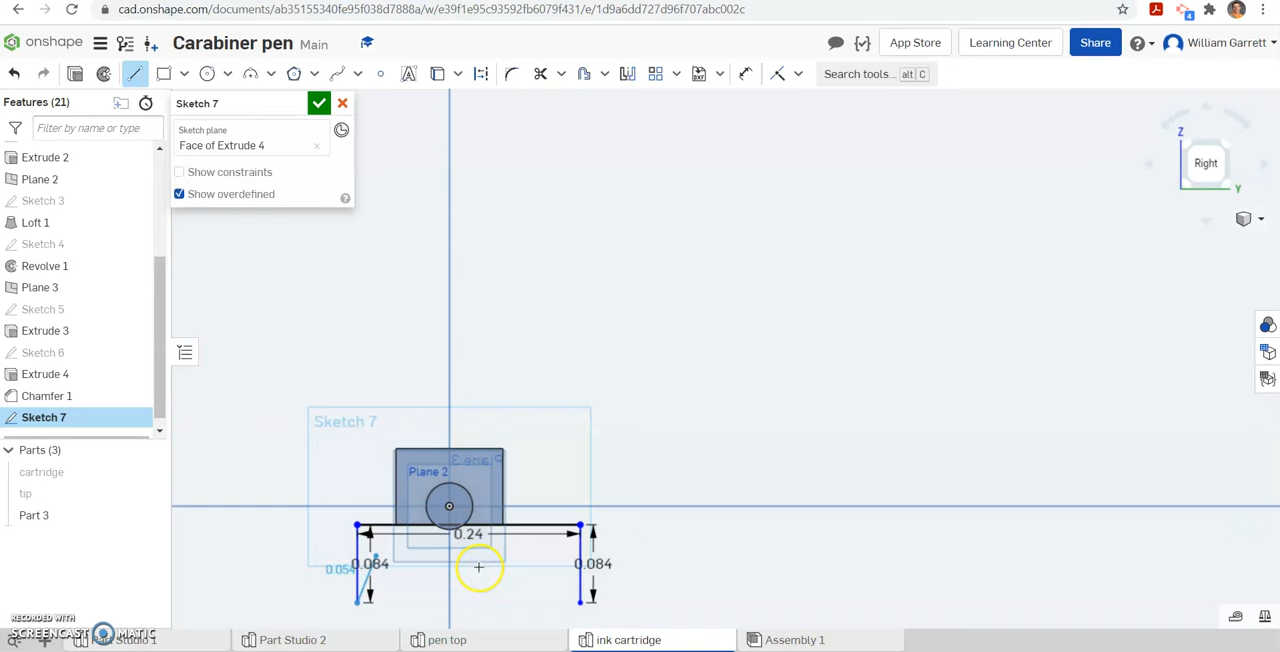 cad.onshape.com/documents/ab35155340fe95f038d7888a/w/e39f1e95c93592fb6079f431/e/1d9a6dd727d96f707abc002c
4
onshape
Carabiner pen Main
App Store
Learning Center
Share
William Garrett
Search tools... alt C
Features (21)
Filter by name or type
Extrude 2
Plane 2
Sketch 3
Loft 1
Sketch 4
Revolve 1
Plane 3
Sketch 5
Extrude 3
Sketch 6
Extrude 4
Chamfer 1
Sketch 7
Parts (3)
cartridge
tip
Part 3
Sketch 7
Sketch plane
Face of Extrude 4
Show constraints
Show overdefined
Z
Right
Y
Sketch 7
Plane 3
Plane 2
0.24
0.054
0.084
0.084
RECORDED WITH
SCREENCAST MATIC
Part Studio 1
Part Studio 2
pen top
ink cartridge
Assembly 1